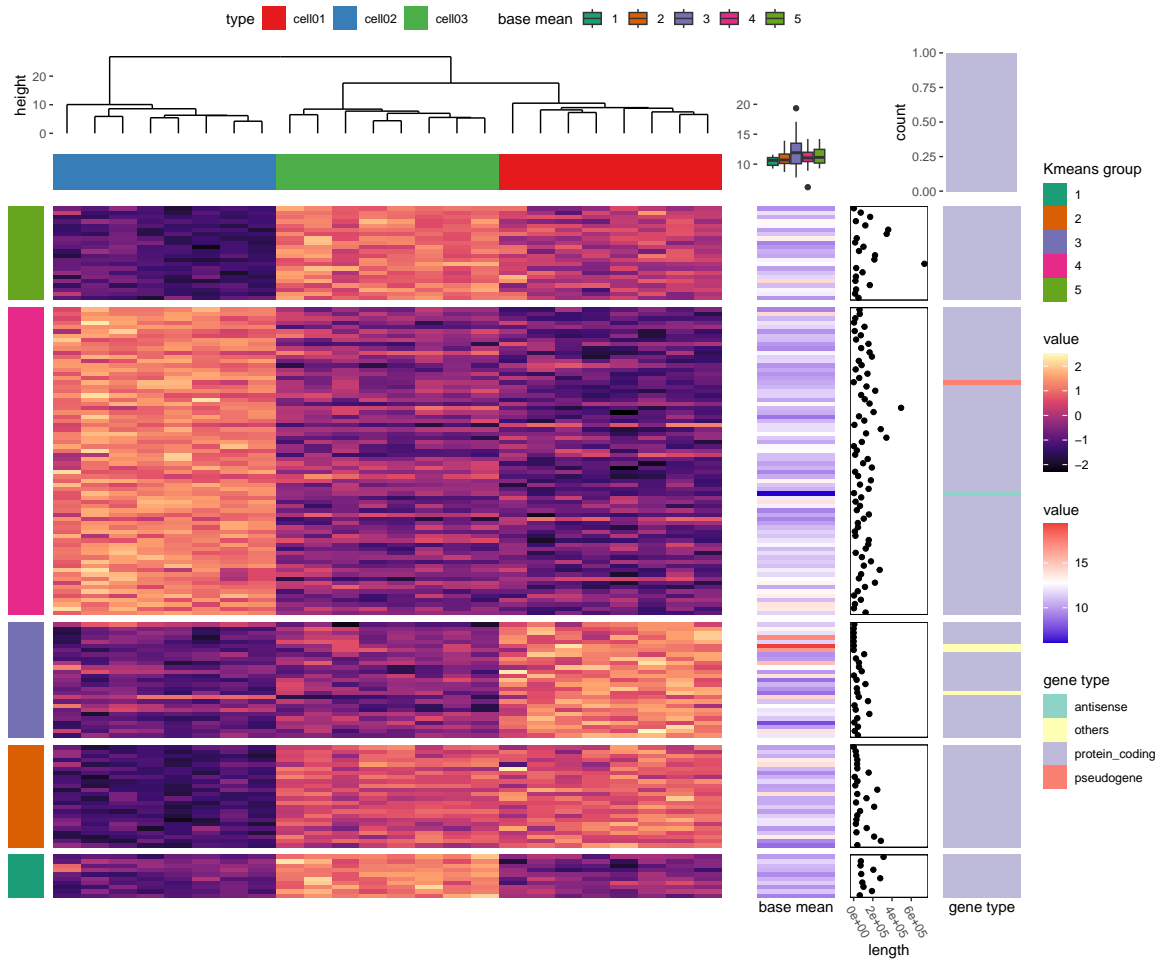 type cell01 cell02 cell03 base mean 1 2 3 4 5
height
20
10
0
20
15
10
count
1.00
0.75
0.50
0.25
0.00
Kmeans group
1
2
3
4
5
value
2
1
0
−1
−2
value
15
10
gene type
antisense
others
protein_coding
pseudogene
base mean
0e+00 2e+05 4e+05 6e+05
length
gene type